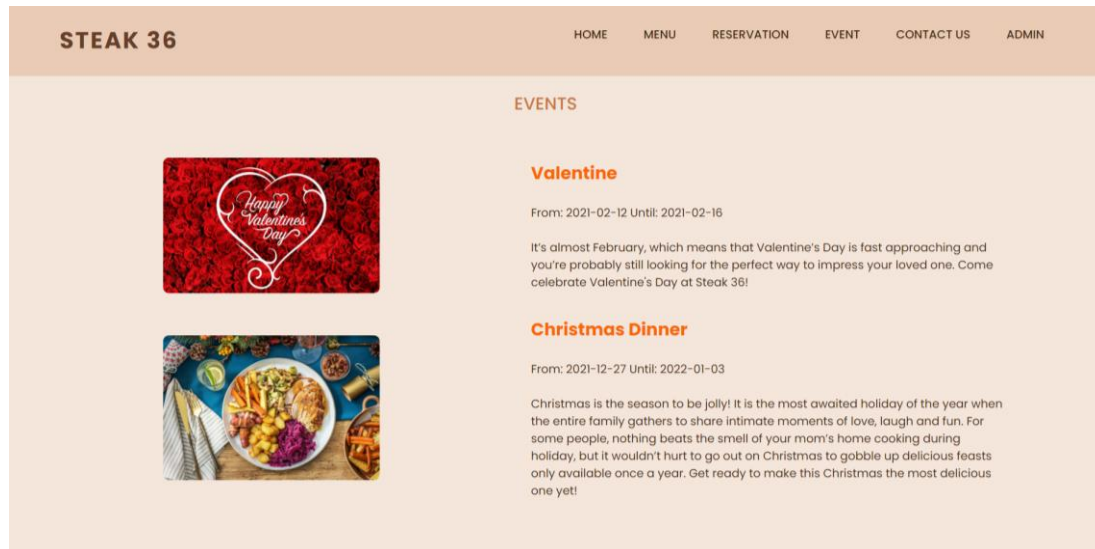 STEAK 36
HOME MENU RESERVATION EVENT CONTACT US ADMIN
EVENTS
Happy
Valentine's
Day
Valentine
From: 2021-02-12 Until: 2021-02-16
It's almost February, which means that Valentine's Day is fast approaching and
you're probably still looking for the perfect way to impress your loved one. Come
celebrate Valentine's Day at Steak 36!
Christmas Dinner
From: 2021-12-27 Until: 2022-01-03
Christmas is the season to be jolly! It is the most awaited holiday of the year when
the entire family gathers to share intimate moments of love, laugh and fun. For
some people, nothing beats the smell of your mom's home cooking during
holiday, but it wouldn't hurt to go out on Christmas to gobble up delicious feasts
only available once a year. Get ready to make this Christmas the most delicious
one yet!